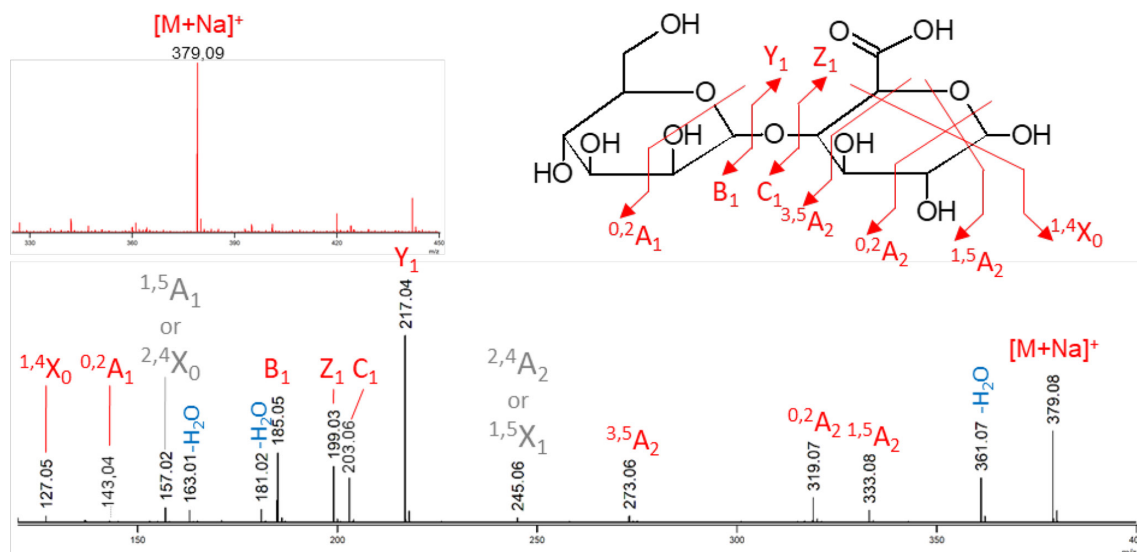 [M+Na]+
379,09
330
360
390
420
450
m/z
OH
O
OH
O
O
OH
OH
HO
HO
O
OH
OH
OH
Y1
Z1
B1
C1
0,2A1
3,5A2
0,2A2
1,5A2
1,4X0
1,4X0
0,2A1
1,5A1
or
2,4X0
-H2O
-H2O
B1
Z1
C1
Y1
2,4A2
or
1,5X1
3,5A2
0,2A2
1,5A2
-H2O
[M+Na]+
127.05
143,04
157.02
163.01
181.02
185.05
199.03
203.06
217.04
245.06
273.06
319.07
333.08
361.07
379.08
150
200
250
300
350
40
m/z